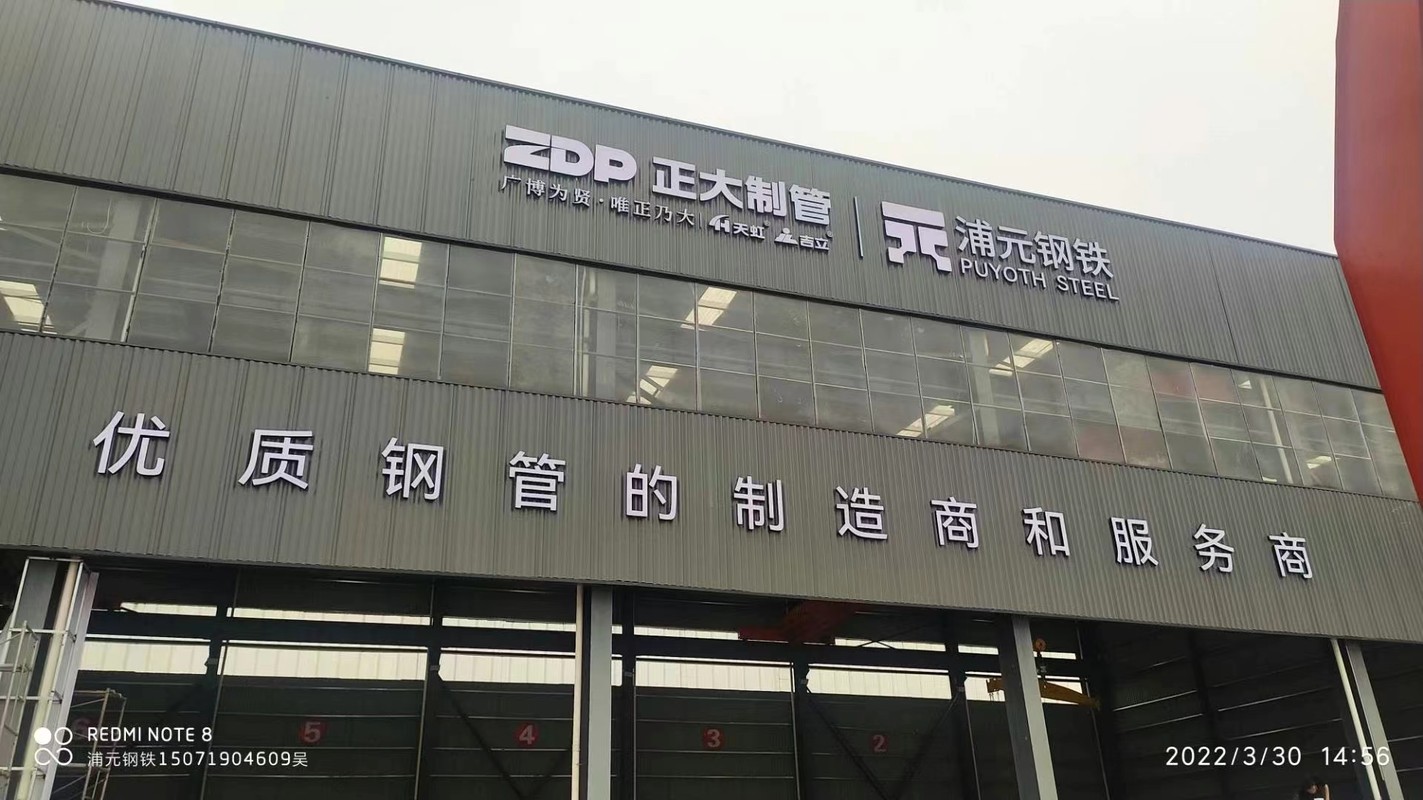 ZDP 正大制管
广博为贤·唯正乃大 天虹 吉立
浦元钢铁
PUYOTH STEEL
优质钢管的制造商和服务商
5 4 3 2
REDMI NOTE 8
浦元钢铁15071904609吴
2022/3/30 14:56